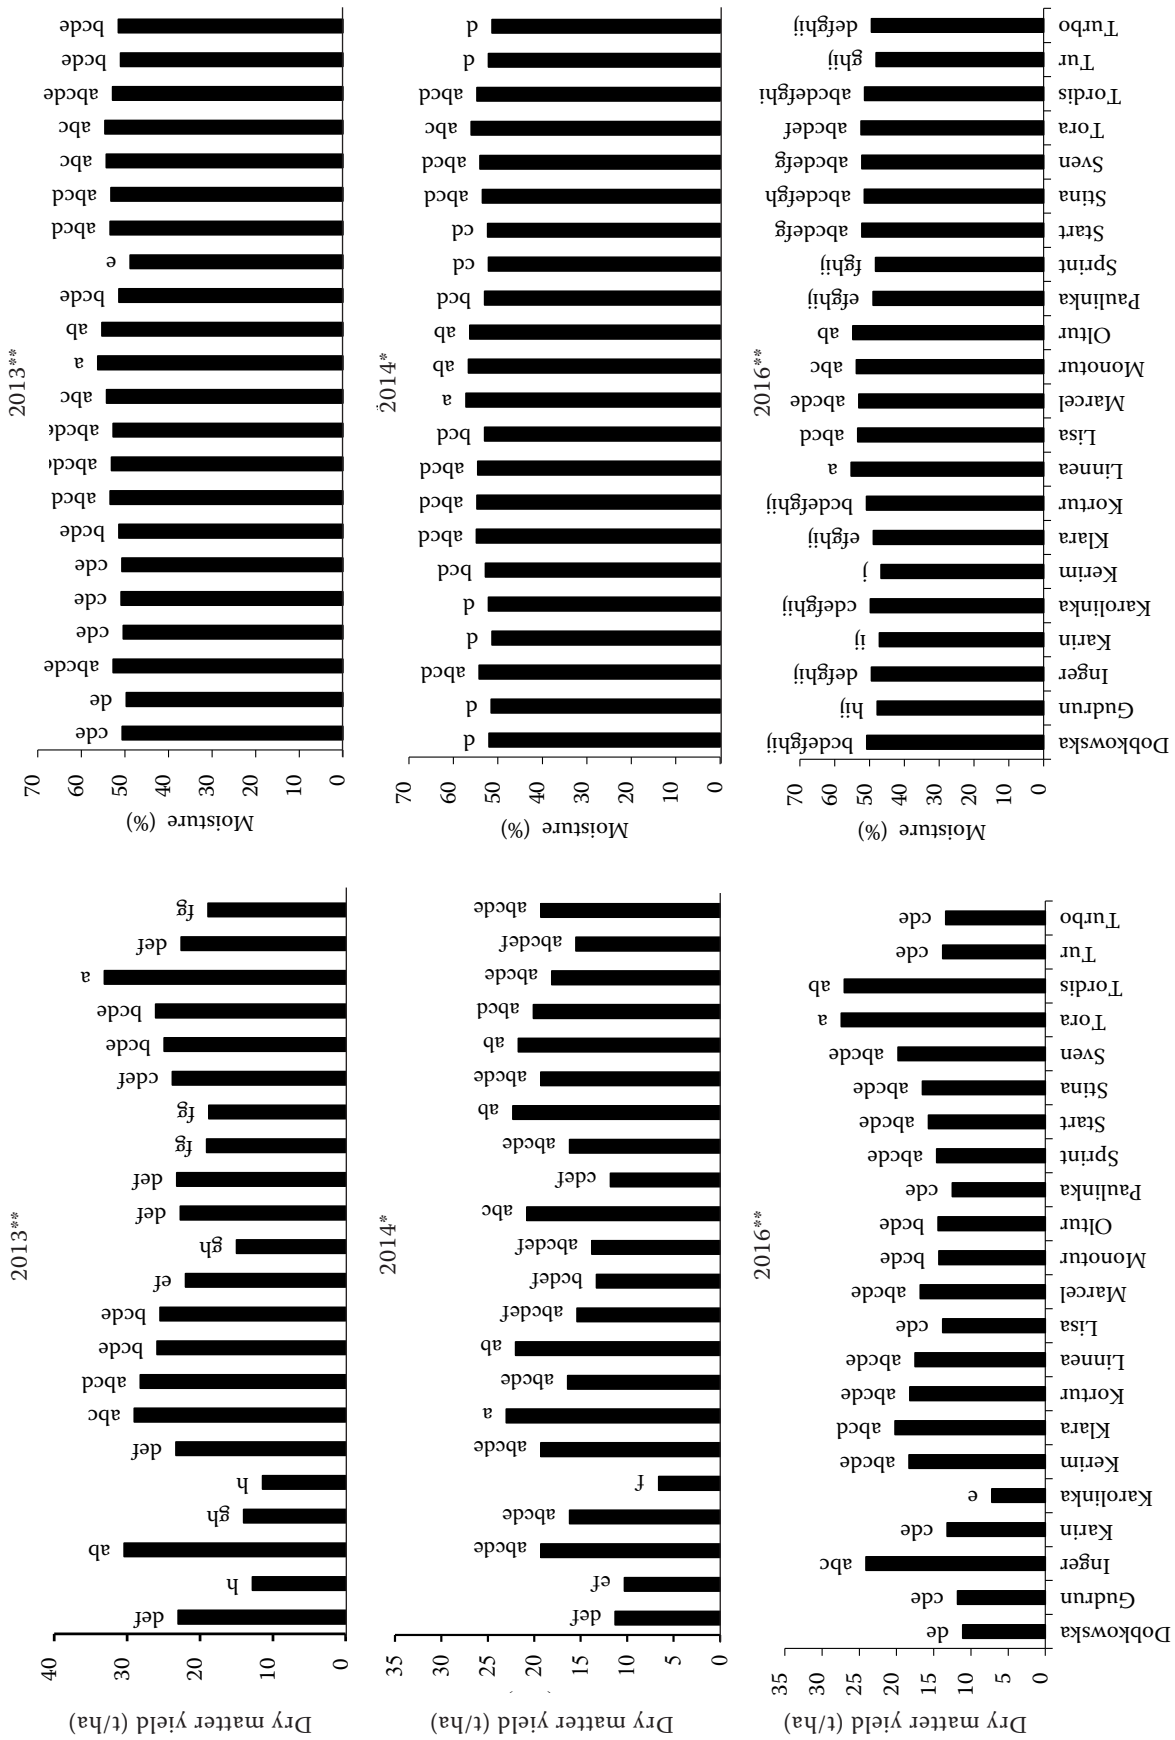 2013**
Dry matter yield (t/ha)
40
30
20
10
0
def
h
ab
gh
h
def
abc
abcd
bcde
bcde
ef
gh
def
def
fg
fg
cdef
bcde
bcde
a
def
fg
2013**
Moisture (%)
70
60
50
40
30
20
10
0
cde
de
abcde
cde
cde
cde
bcde
abcd
abcde
abcde
abc
a
ab
bcde
e
abcd
abcd
abc
abc
abcde
bcde
bcde
2014*
Dry matter yield (t/ha)
35
30
25
20
15
10
5
0
def
ef
abcde
abcde
f
abcde
a
abcde
ab
abcdef
bcdef
abcdef
abc
cdef
abcde
ab
abcde
ab
abcd
abcde
abcdef
abcde
2014*
Moisture (%)
70
60
50
40
30
20
10
0
d
d
abcd
d
d
bcd
abcd
abcd
abcd
bcd
a
ab
ab
bcd
cd
cd
abcd
abcd
abc
abcd
d
d
2016**
Dry matter yield (t/ha)
35
30
25
20
15
10
5
0
de
cde
abc
cde
e
abcde
abcd
abcde
abcde
cde
abcde
bcde
bcde
cde
abcde
abcde
abcde
abcde
a
ab
cde
cde
Dobkowska
Gudrun
Inger
Karin
Karolinka
Kerim
Klara
Kortur
Linnea
Lisa
Marcel
Monotur
Oltur
Paulinka
Sprint
Start
Stina
Sven
Tora
Tordis
Tur
Turbo
2016**
Moisture (%)
70
60
50
40
30
20
10
0
bcdefghij
hij
defghij
ij
cdefghij
j
efghij
bcdefghij
a
abcd
abcde
abc
ab
efghij
fghij
abcdefg
abcdefgh
abcdefg
abcdef
abcdefghi
ghij
defghij
Dobkowska
Gudrun
Inger
Karin
Karolinka
Kerim
Klara
Kortur
Linnea
Lisa
Marcel
Monotur
Oltur
Paulinka
Sprint
Start
Stina
Sven
Tora
Tordis
Tur
Turbo